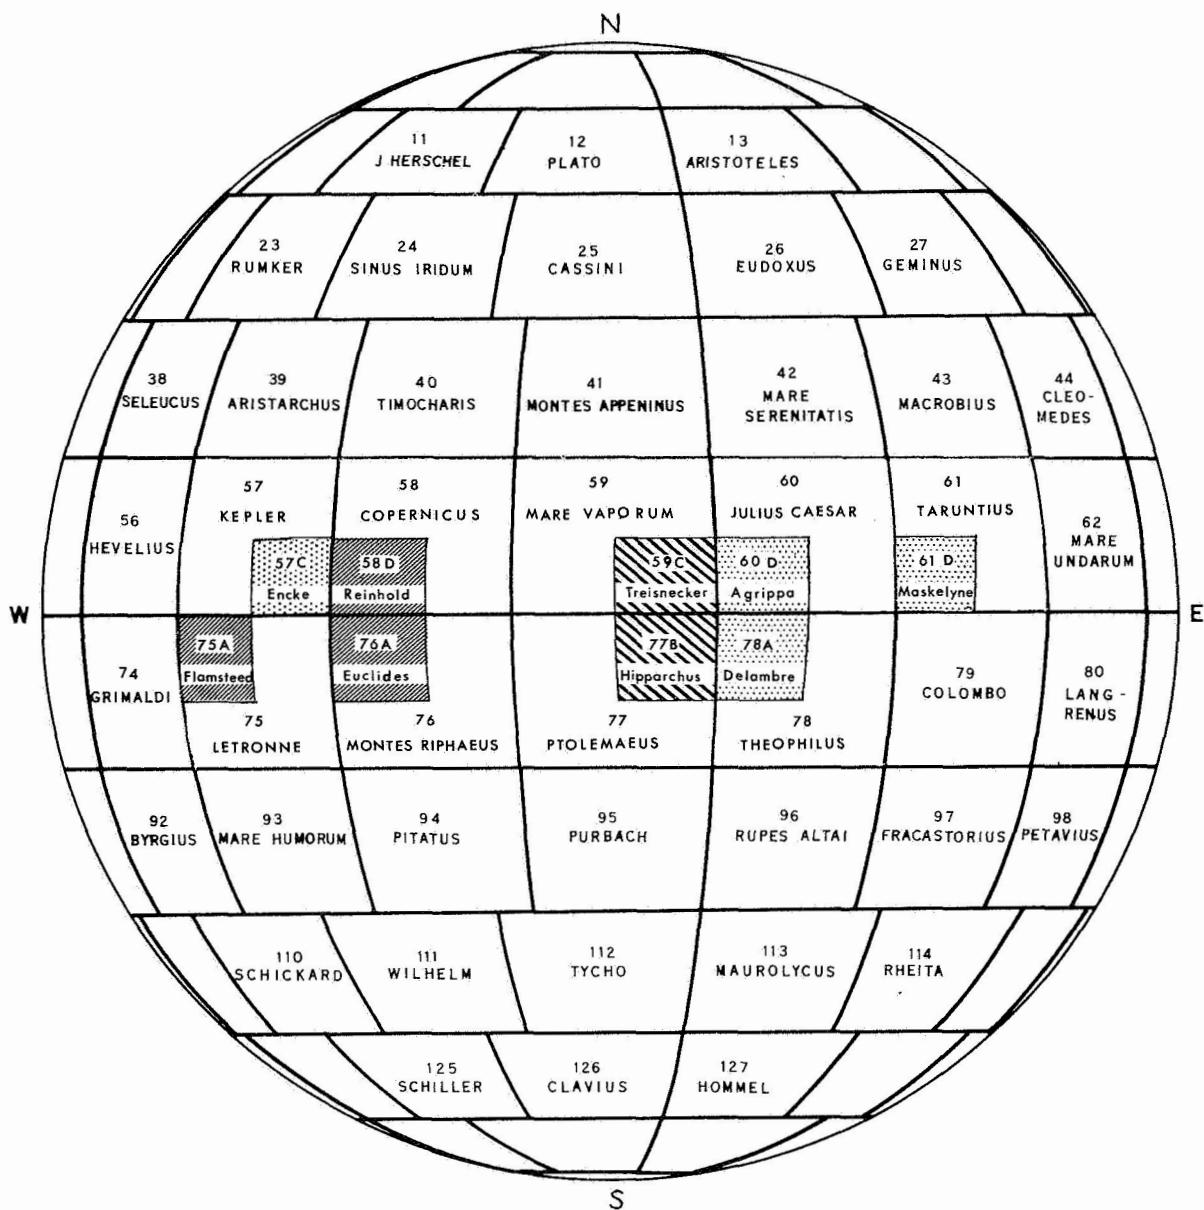 N
11
J. HERSCHEL
12
PLATO
13
ARISTOTELES
23
RUMKER
24
SINUS IRIDUM
25
CASSINI
26
EUDOXUS
27
GEMINUS
38
SELEUCUS
39
ARISTARCHUS
40
TIMOCHARIS
41
MONTES APPENINUS
42
MARE
SERENITATIS
43
MACROBIUS
44
CLEO-
MEDES
56
HEVELIUS
57
KEPLER
58
COPERNICUS
59
MARE VAPORUM
60
JULIUS CAESAR
61
TARUNTIUS
62
MARE
UNDARUM
57C
Encke
58D
Reinhold
59C
Treisnecker
60 D
Agrippa
61 D
Maskelyne
W
E
74
GRIMALDI
75A
Flamsteed
76A
Euclides
77B
Hipparchus
78A
Delambre
75
LETRONNE
76
MONTES RIPHAEUS
77
PTOLEMAEUS
78
THEOPHILUS
79
COLOMBO
80
LANG-
RENUS
92
BYRGIUS
93
MARE HUMORUM
94
PITATUS
95
PURBACH
96
RUPES ALTAI
97
FRACASTORIUS
98
PETAVIUS
110
SCHICKARD
111
WILHELM
112
TYCHO
113
MAUROLYCUS
114
RHEITA
125
SCHILLER
126
CLAVIUS
127
HOMMEL
S